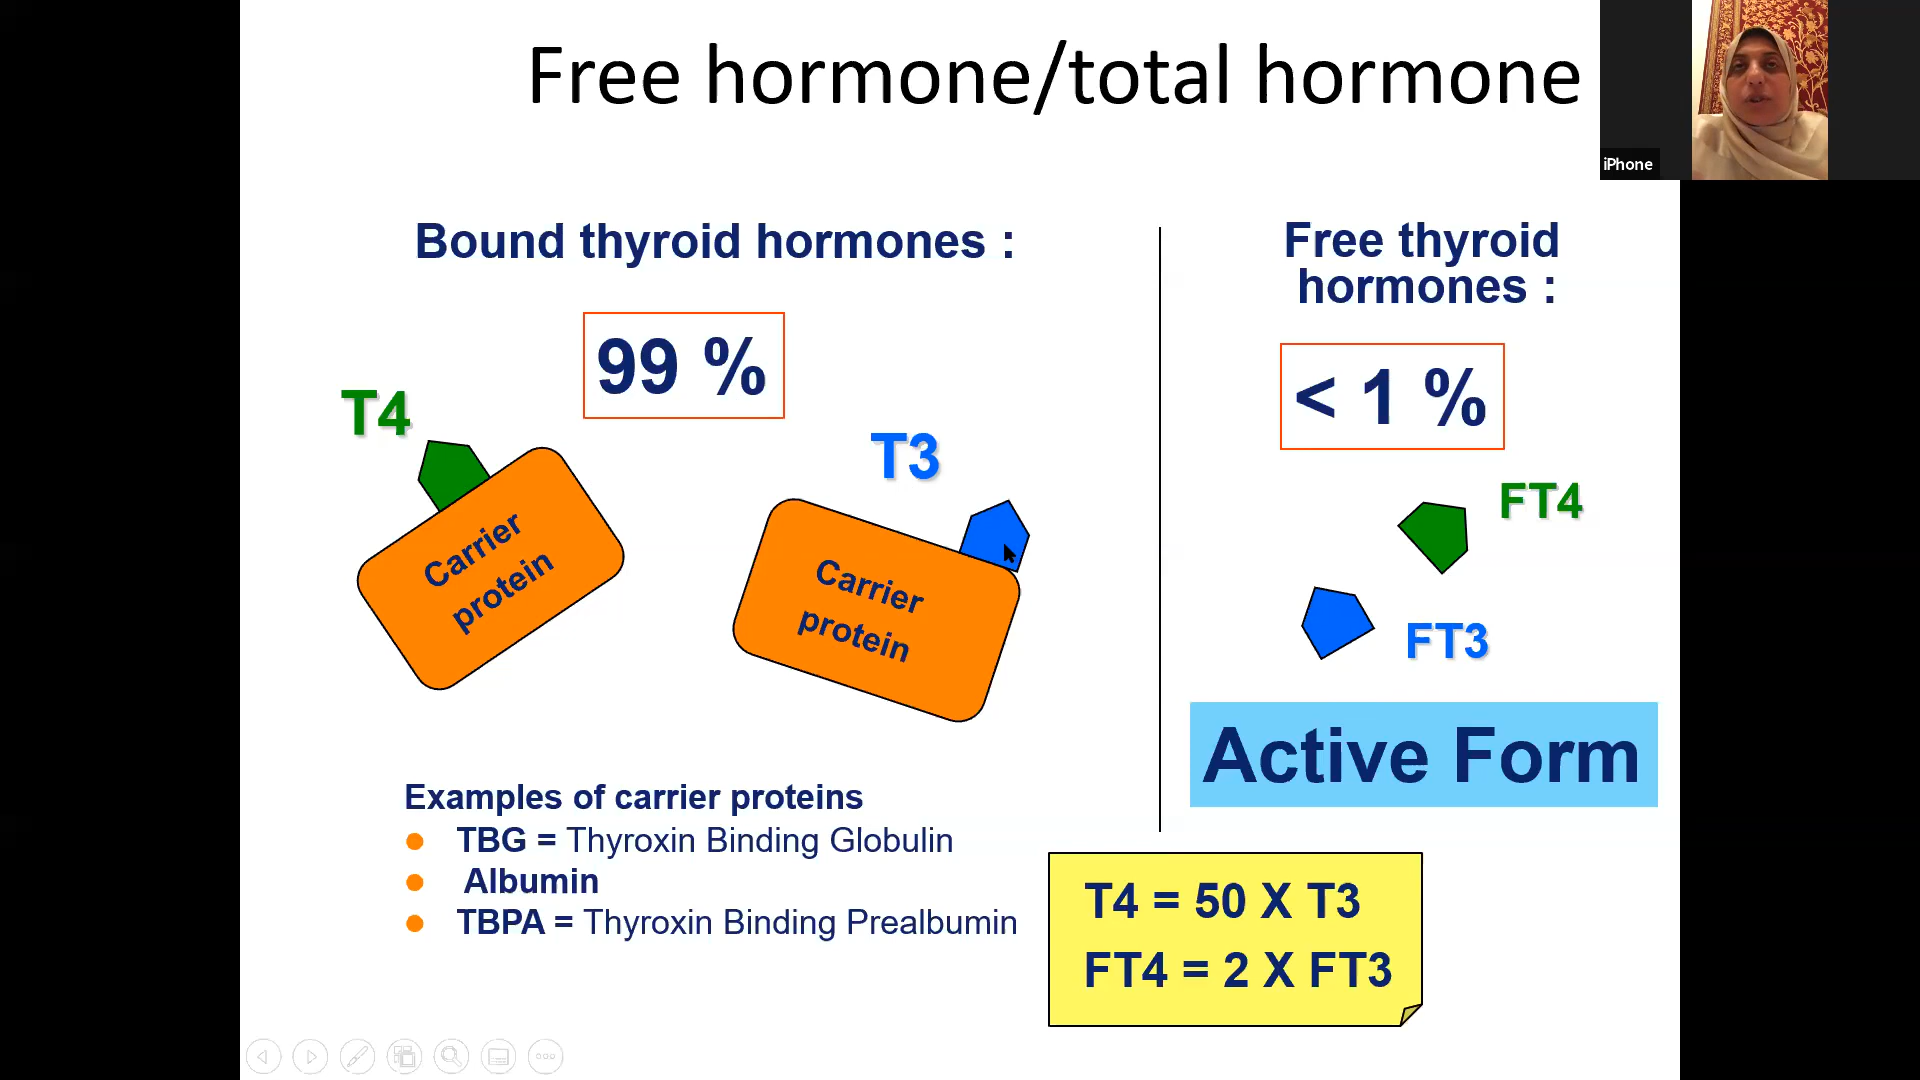 Free hormone/total hormone
iPhone
Bound thyroid hormones :
99 %
T4
T3
Carrier
protein
Carrier
protein
Examples of carrier proteins
TBG = Thyroxin Binding Globulin
Albumin
TBPA = Thyroxin Binding Prealbumin
Free thyroid
hormones :
< 1 %
FT4
FT3
Active Form
T4 = 50 X T3
FT4 = 2 X FT3